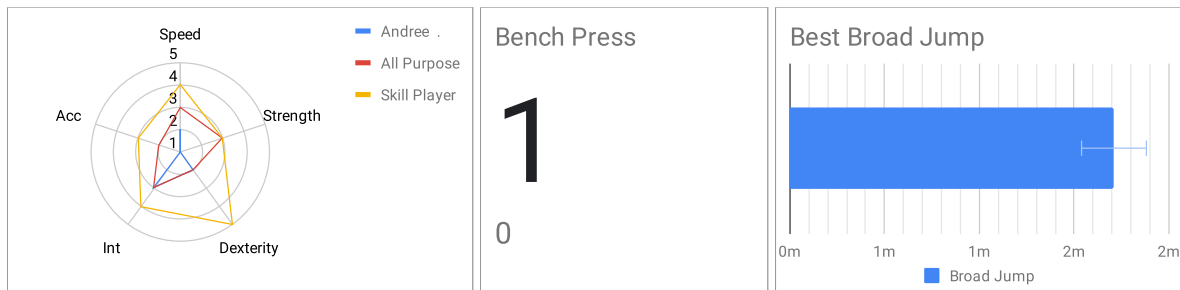 Speed
5
4
3
2
1
Acc
Strength
Int
Dexterity
Andree .
All Purpose
Skill Player
Bench Press
1
0
Best Broad Jump
0m 1m 1m 2m 2m
Broad Jump